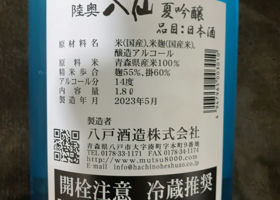 陸奥八仙 夏吟醸
品目:日本酒
原材料名 米(国産)、米麹(国産米)、
醸造アルコール
原料米 青森県産米100%
精米歩合 麹55%、掛60%
アルコール分 14度
内容量 1.8ℓ
製造年月 2023年5月
製造者
八戸酒造株式会社
青森県八戸市大字湊町字本町9番地
TEL 0178-33-1171 FAX 0178-34-1174
http://www.mutsu8000.com
e-mail info@hachinoheshuzo.co.jp
開栓注意 冷蔵推奨